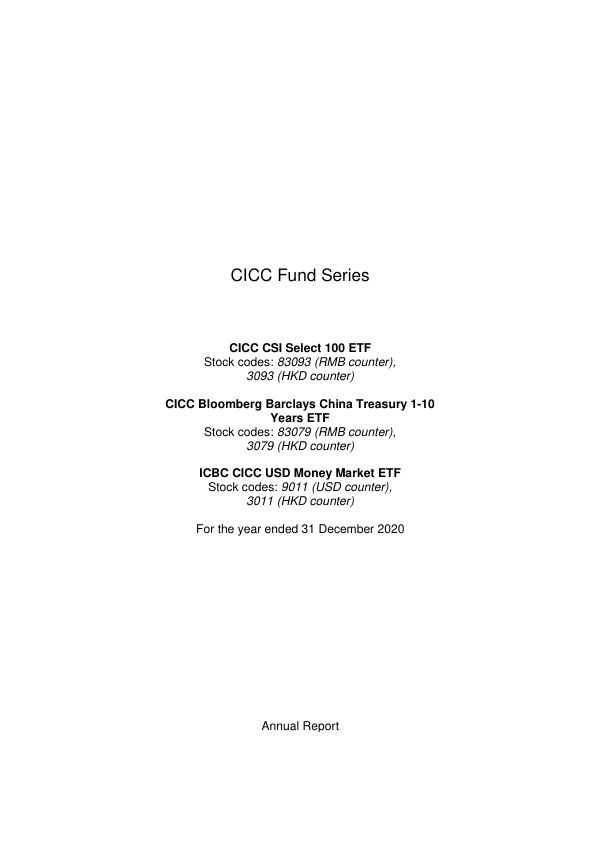 CICC Fund Series
CICC CSI Select 100 ETF
Stock codes: 83093 (RMB counter),
3093 (HKD counter)
CICC Bloomberg Barclays China Treasury 1-10
Years ETF
Stock codes: 83079 (RMB counter),
3079 (HKD counter)
ICBC CICC USD Money Market ETF
Stock codes: 9011 (USD counter),
3011 (HKD counter)
For the year ended 31 December 2020
Annual Report